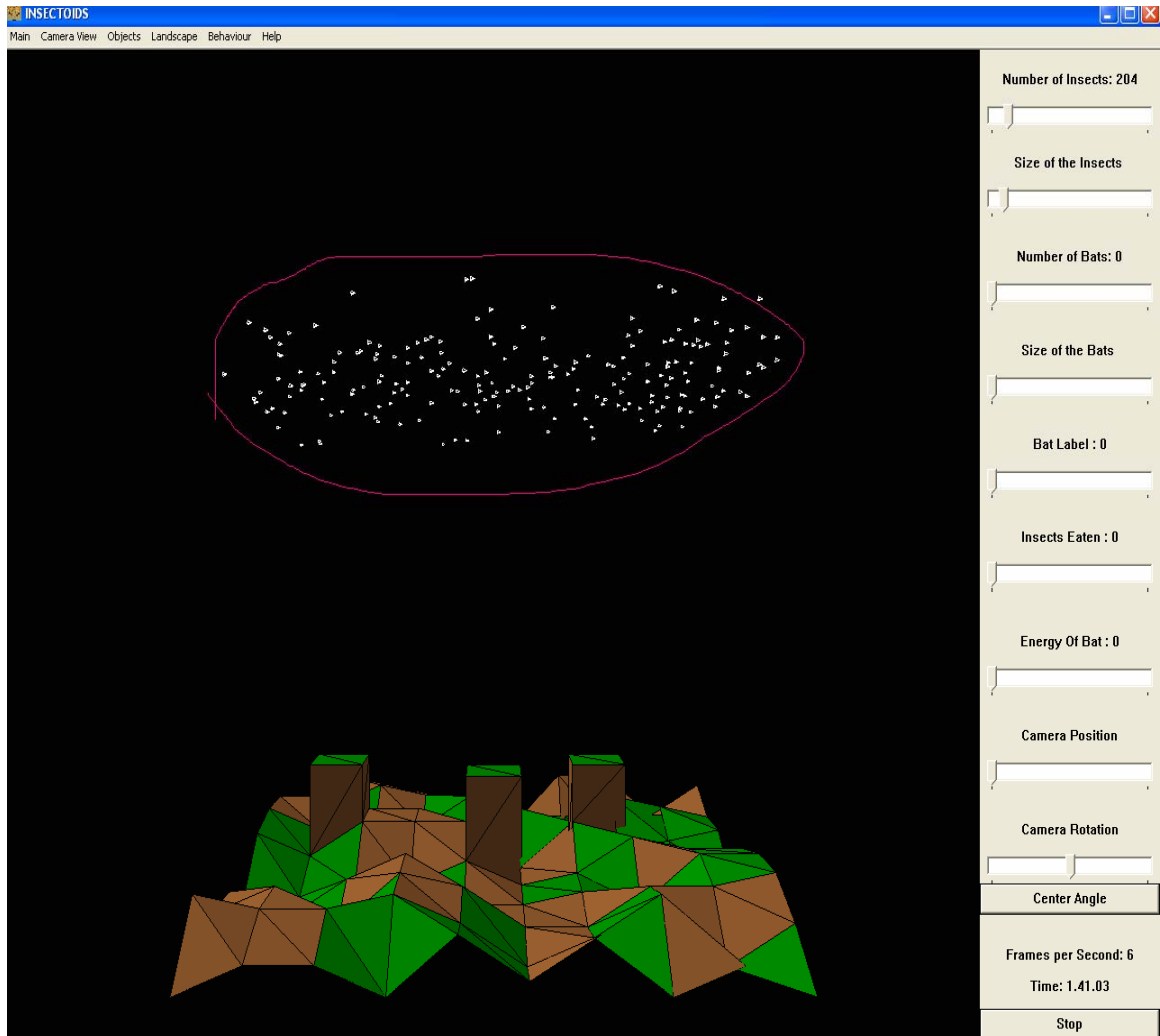 INSECTOIDS
Main Camera View Objects Landscape Behaviour Help
Number of Insects: 204
Size of the Insects
Number of Bats: 0
Size of the Bats
Bat Label : 0
Insects Eaten : 0
Energy Of Bat : 0
Camera Position
Camera Rotation
Center Angle
Frames per Second: 6
Time: 1.41.03
Stop